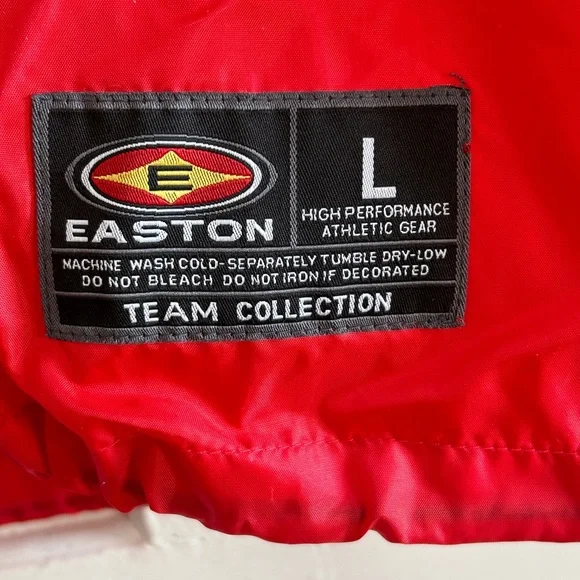 E
EASTON
L
HIGH PERFORMANCE
ATHLETIC GEAR
MACHINE WASH COLD-SEPARATELY TUMBLE DRY-LOW
DO NOT BLEACH DO NOT IRON IF DECORATED
TEAM COLLECTION